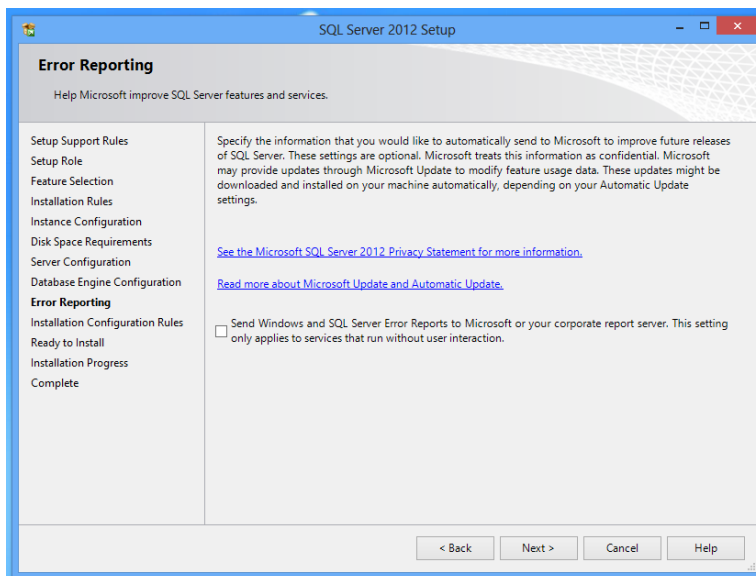 SQL Server 2012 Setup
Error Reporting
Help Microsoft improve SQL Server features and services.
Setup Support Rules
Setup Role
Feature Selection
Installation Rules
Instance Configuration
Disk Space Requirements
Server Configuration
Database Engine Configuration
Error Reporting
Installation Configuration Rules
Ready to Install
Installation Progress
Complete
Specify the information that you would like to automatically send to Microsoft to improve future releases
of SQL Server. These settings are optional. Microsoft treats this information as confidential. Microsoft
may provide updates through Microsoft Update to modify feature usage data. These updates might be
downloaded and installed on your machine automatically, depending on your Automatic Update
settings.
See the Microsoft SQL Server 2012 Privacy Statement for more information.
Read more about Microsoft Update and Automatic Update.
Send Windows and SQL Server Error Reports to Microsoft or your corporate report server. This setting
only applies to services that run without user interaction.
< Back
Next >
Cancel
Help